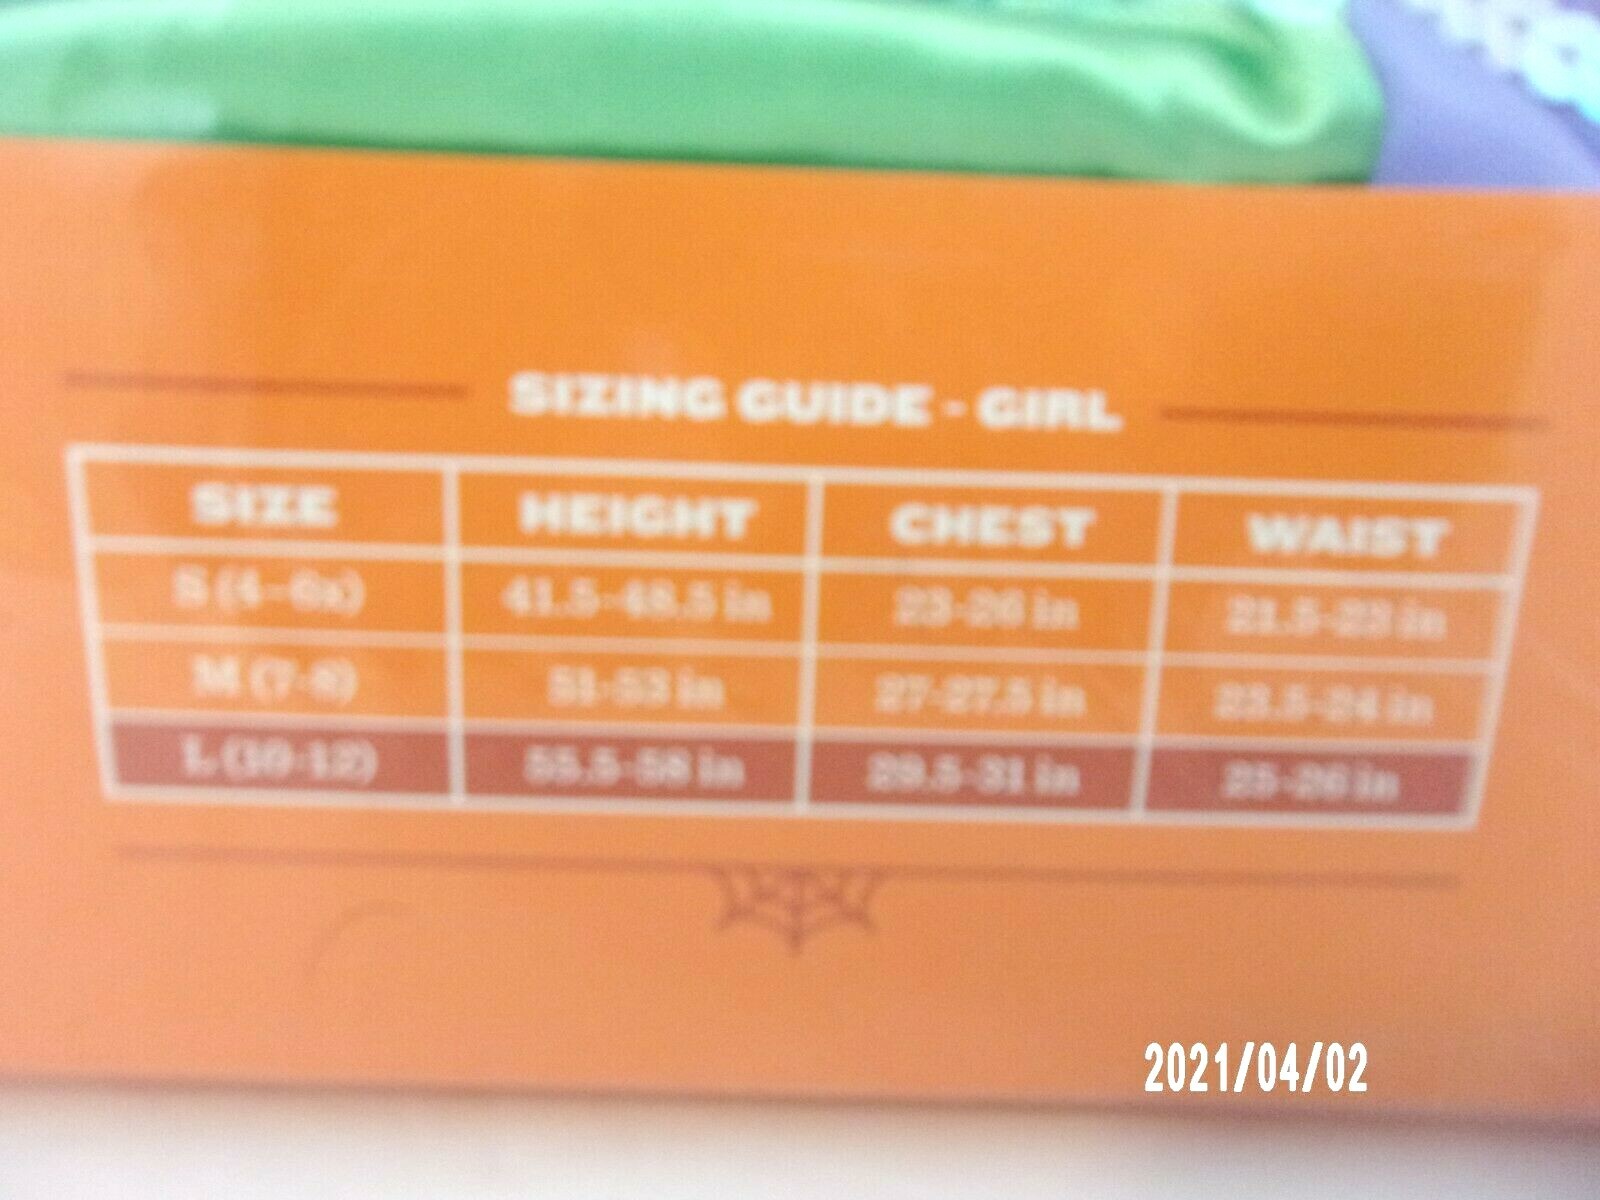 SIZING GUIDE - GIRL
SIZE HEIGHT CHEST WAIST
S (4-6x) 41.5-48.5 in 23-26 in 21.5-23 in
M (7-8) 51-53 in 27-27.5 in 23.5-24 in
L (10-12) 55.5-58 in 29.5-31 in 25-26 in
2021/04/02